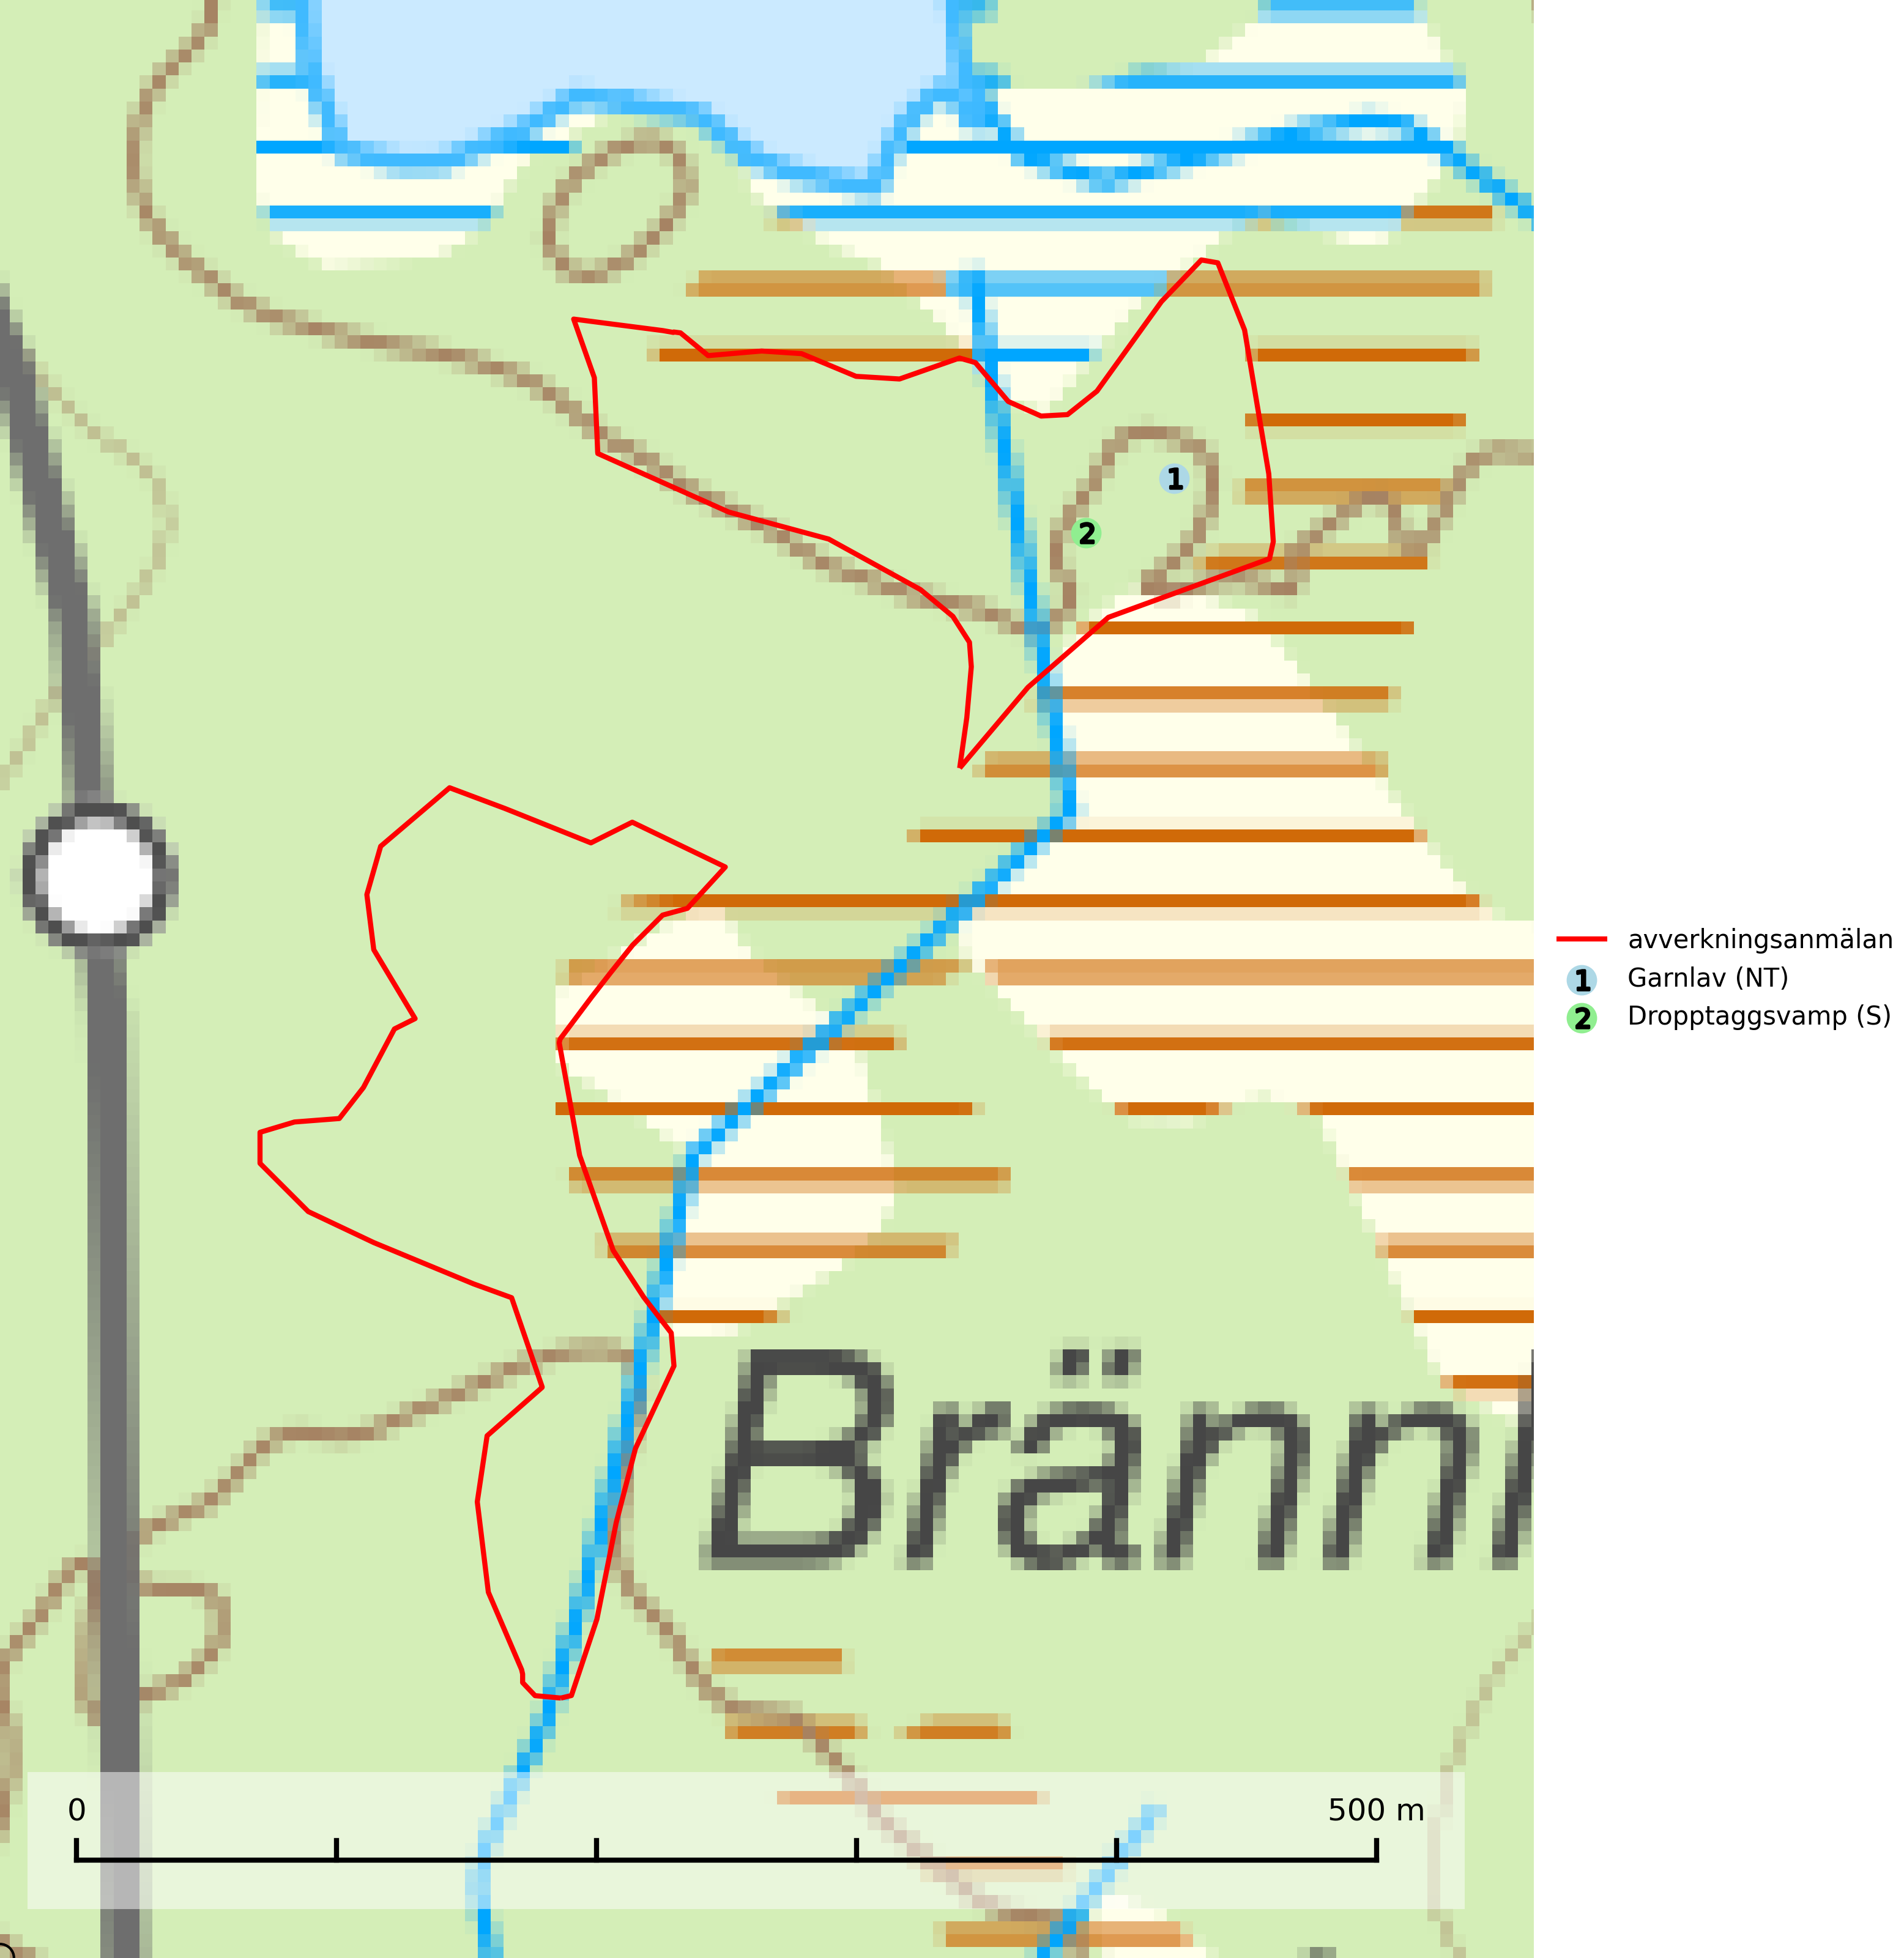 1
2
avverkningsanmälan
1 Garnlav (NT)
2 Dropptaggsvamp (S)
0 500 m